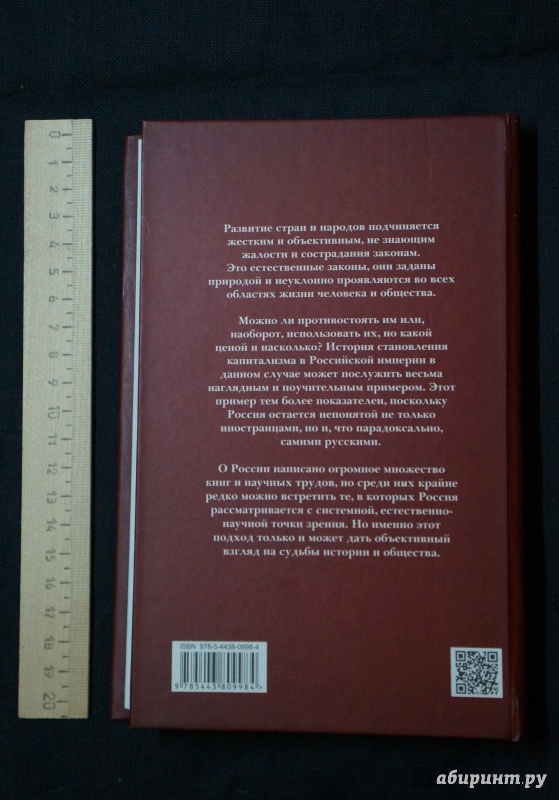 0
1
2
3
4
5
6
7
8
9
10
11
12
13
14
15
16
17
18
19
20
Развитие стран и народов подчиняется
жестким и объективным, не знающим
жалости и сострадания законам.
Это естественные законы, они заданы
природой и неуклонно проявляются во всех
областях жизни человека и общества.
Можно ли противостоять им или,
наоборот, использовать их, но какой
ценой и насколько? История становления
капитализма в Российской империи в
данном случае может послужить весьма
наглядным и поучительным примером. Этот
пример тем более показателен, поскольку
Россия остается непонятой не только
иностранцами, но и, что парадоксально,
самими русскими.
О России написано огромное множество
книг и научных трудов, но среди них крайне
редко можно встретить те, в которых Россия
рассматривается с системной, естественно-
научной точки зрения. Но именно этот
подход только и может дать объективный
взгляд на судьбы истории и общества.
ISBN 978-5-4438-0998-4
9 785443 809984 >
абиринт.ру